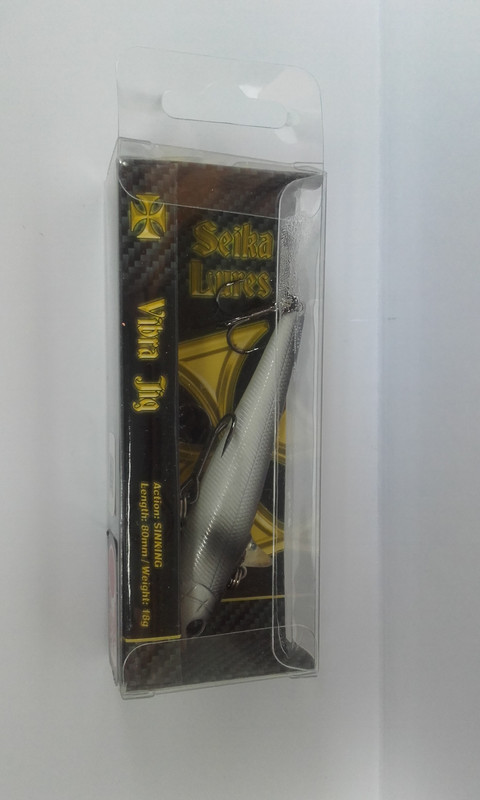 Seika
Lures
Vibra Jig
Action: SINKING
Length: 80mm / Weight: 18g